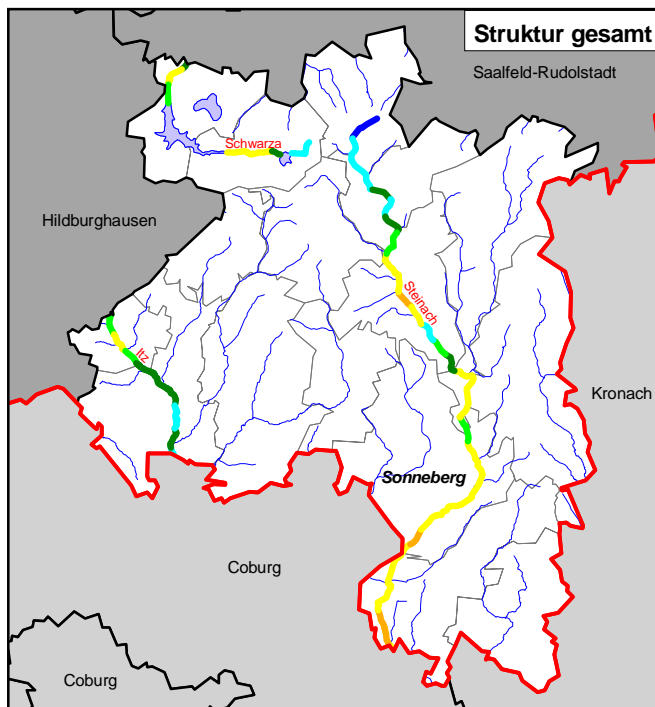 Struktur gesamt
Saalfeld-Rudolstadt
Schwarza
Hildburghausen
Steinach
Itz
Kronach
Sonneberg
Coburg
Coburg